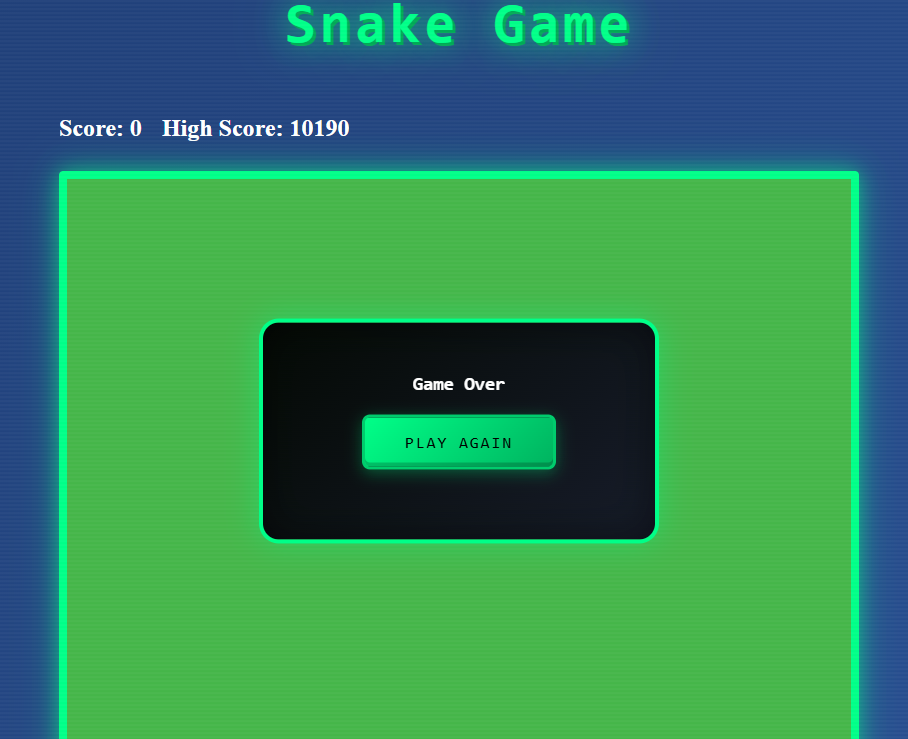 Snake Game
Score: 0 High Score: 10190
Game Over
PLAY AGAIN